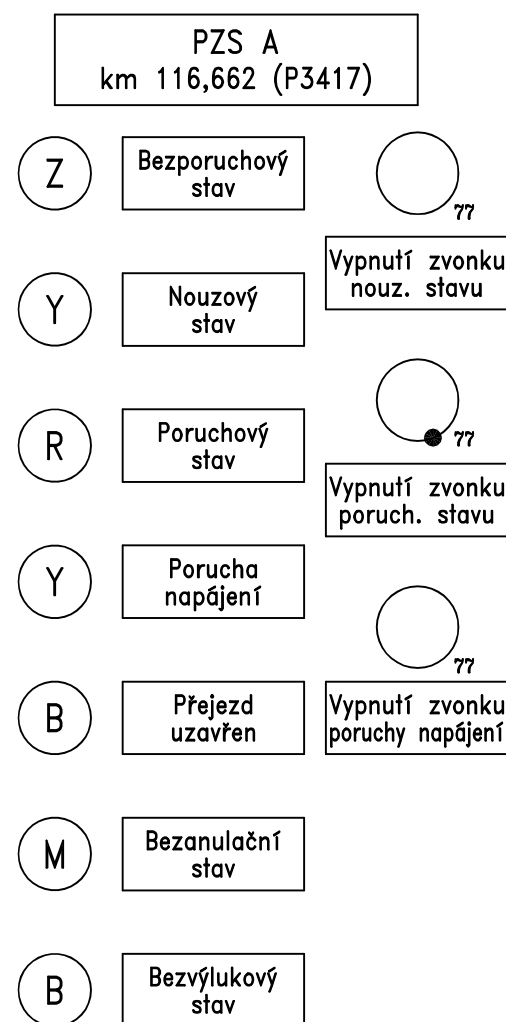 PZS A
km 116,662 (P3417)
Z
Bezporuchový
stav
77
Vypnutí zvonku
nouz. stavu
Y
Nouzový
stav
R
Poruchový
stav
77
Vypnutí zvonku
poruch. stavu
Y
Porucha
napájení
77
B
Přejezd
uzavřen
Vypnutí zvonku
poruchy napájení
M
Bezanulační
stav
B
Bezvýlukový
stav